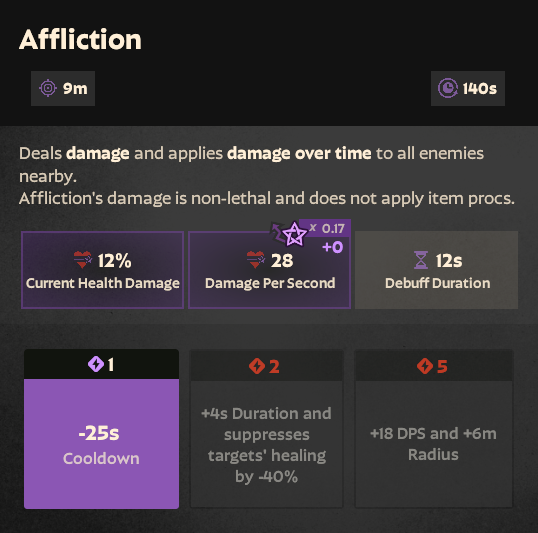 Affliction
9m
140s
Deals damage and applies damage over time to all enemies
nearby.
Affliction's damage is non-lethal and does not apply item procs.
12%
Current Health Damage
x 0.17
+0
28
Damage Per Second
12s
Debuff Duration
1
-25s
Cooldown
2
+4s Duration and
suppresses
targets' healing
by -40%
5
+18 DPS and +6m
Radius